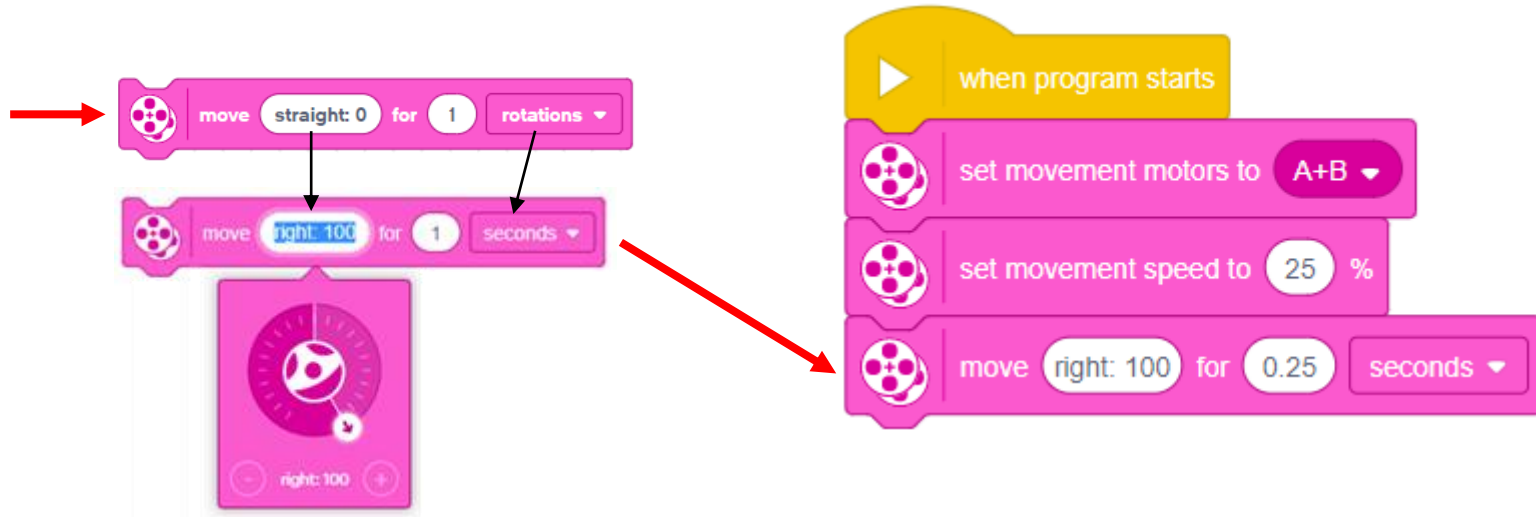 move straight: 0 for 1 rotations
move right: 100 for 1 seconds
right: 100
when program starts
set movement motors to A+B
set movement speed to 25 %
move right: 100 for 0.25 seconds